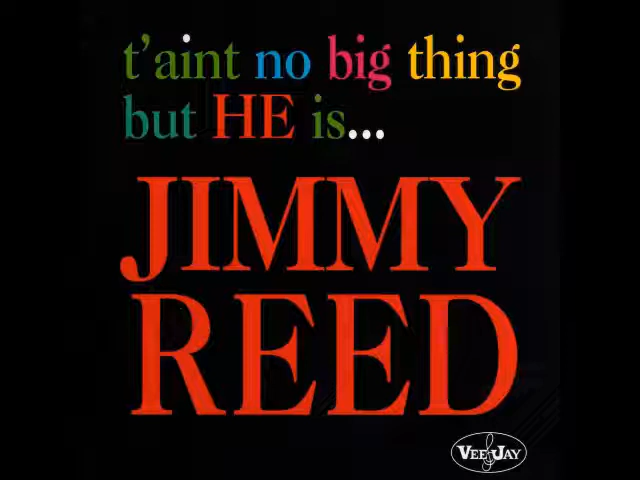 t'aint no big thing
but HE is...
JIMMY
REED
VEE JAY